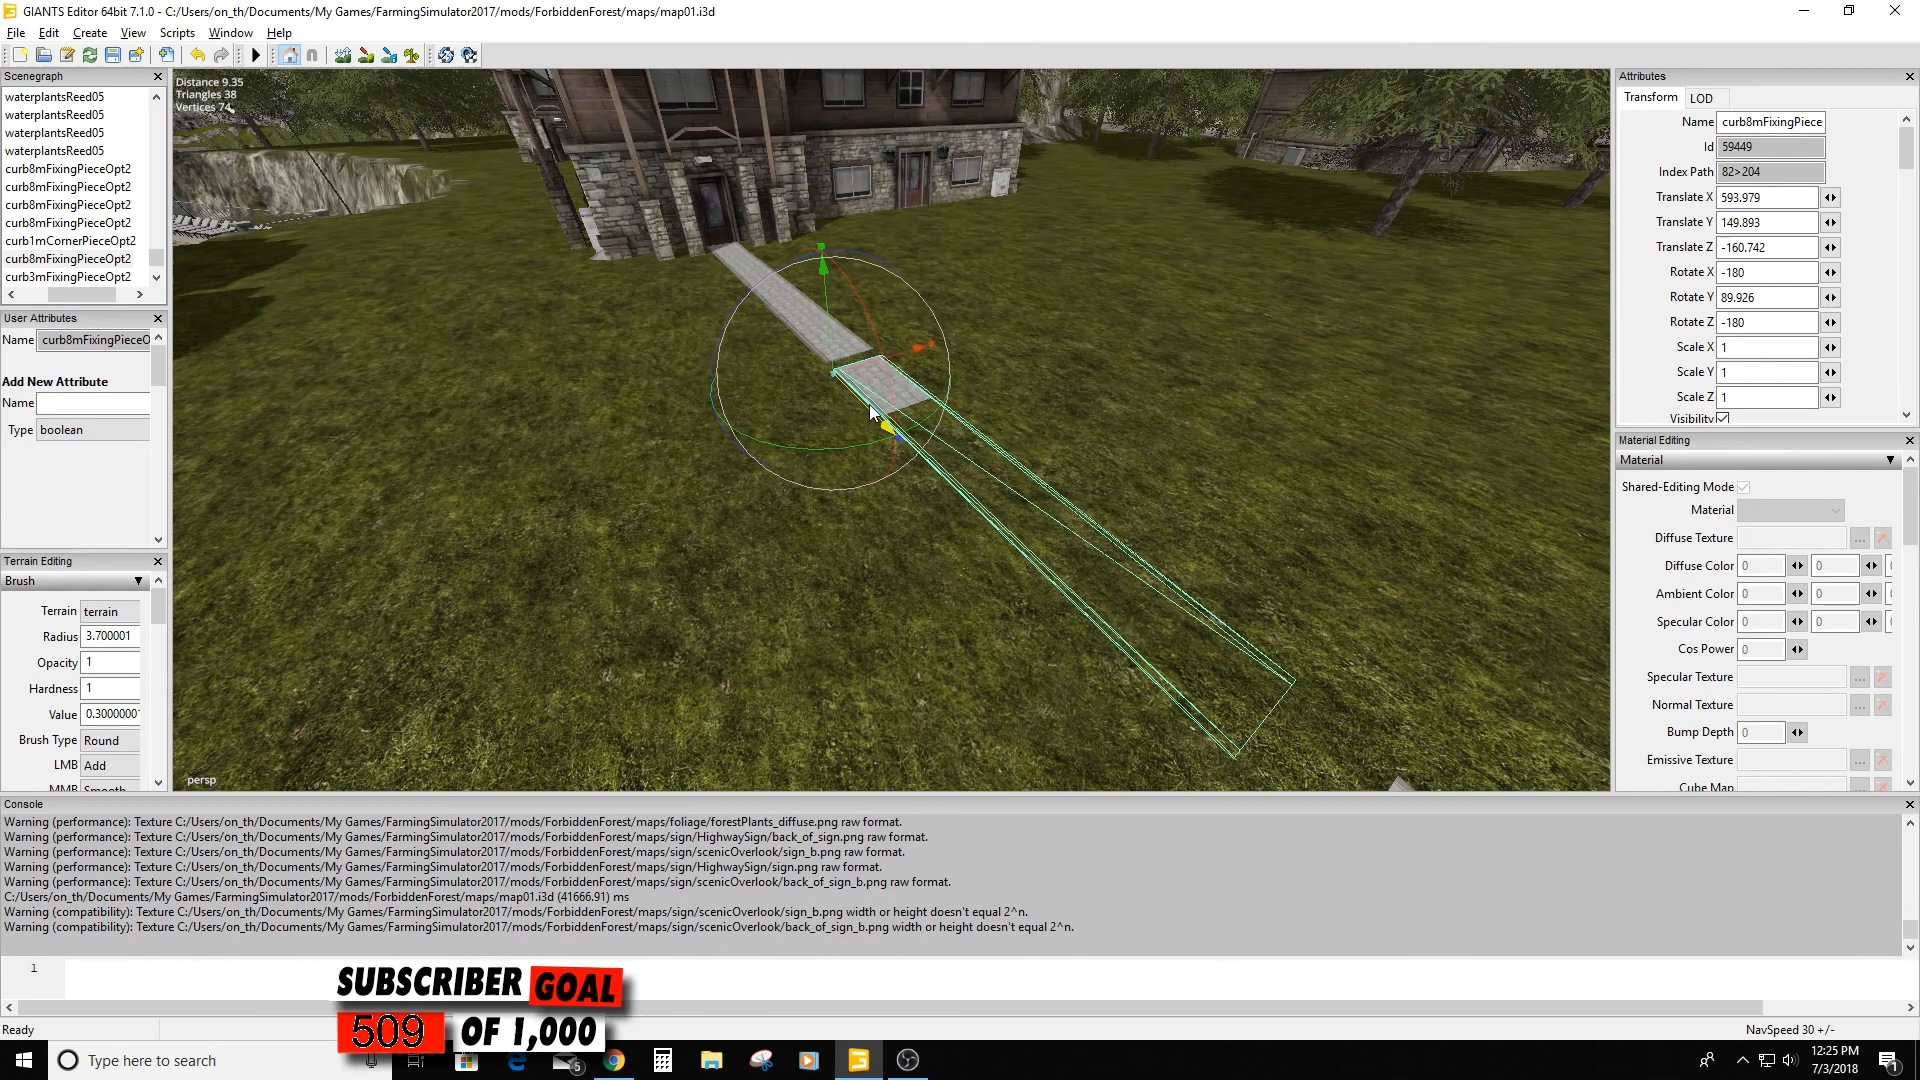 GIANTS Editor 64bit 7.1.0 - C:/Users/on_th/Documents/My Games/FarmingSimulator2017/mods/ForbiddenForest/maps/map01.i3d
File Edit Create View Scripts Window Help
Scenegraph
waterplantsReed05
waterplantsReed05
waterplantsReed05
waterplantsReed05
curb8mFixingPieceOpt2
curb8mFixingPieceOpt2
curb8mFixingPieceOpt2
curb8mFixingPieceOpt2
curb1mCornerPieceOpt2
curb8mFixingPieceOpt2
curb3mFixingPieceOpt2
User Attributes
Name curb8mFixingPieceO
Add New Attribute
Name
Type boolean
Terrain Editing
Brush
Terrain terrain
Radius 3.700001
Opacity 1
Hardness 1
Value 0.30000001
Brush Type Round
LMB Add
MMB Smooth
Distance 9.35
Triangles 38
Vertices 74
persp
Attributes
Transform LOD
Name curb8mFixingPiece
Id 59449
Index Path 82>204
Translate X 593.979
Translate Y 149.893
Translate Z -160.742
Rotate X -180
Rotate Y 89.926
Rotate Z -180
Scale X 1
Scale Y 1
Scale Z 1
Visibility
Material Editing
Material
Shared-Editing Mode
Material
Diffuse Texture ...
Diffuse Color 0 0
Ambient Color 0 0
Specular Color 0 0
Cos Power 0
Specular Texture ...
Normal Texture ...
Bump Depth 0
Emissive Texture ...
Cube Map
Console
Warning (performance): Texture C:/Users/on_th/Documents/My Games/FarmingSimulator2017/mods/ForbiddenForest/maps/foliage/forestPlants_diffuse.png raw format.
Warning (performance): Texture C:/Users/on_th/Documents/My Games/FarmingSimulator2017/mods/ForbiddenForest/maps/sign/HighwaySign/back_of_sign.png raw format.
Warning (performance): Texture C:/Users/on_th/Documents/My Games/FarmingSimulator2017/mods/ForbiddenForest/maps/sign/scenicOverlook/sign_b.png raw format.
Warning (performance): Texture C:/Users/on_th/Documents/My Games/FarmingSimulator2017/mods/ForbiddenForest/maps/sign/HighwaySign/sign.png raw format.
Warning (performance): Texture C:/Users/on_th/Documents/My Games/FarmingSimulator2017/mods/ForbiddenForest/maps/sign/scenicOverlook/back_of_sign_b.png raw format.
C:/Users/on_th/Documents/My Games/FarmingSimulator2017/mods/ForbiddenForest/maps/map01.i3d (41666.91) ms
Warning (compatibility): Texture C:/Users/on_th/Documents/My Games/FarmingSimulator2017/mods/ForbiddenForest/maps/sign/scenicOverlook/sign_b.png width or height doesn't equal 2^n.
Warning (compatibility): Texture C:/Users/on_th/Documents/My Games/FarmingSimulator2017/mods/ForbiddenForest/maps/sign/scenicOverlook/back_of_sign_b.png width or height doesn't equal 2^n.
1
SUBSCRIBER GOAL
509 OF 1,000
Ready
NavSpeed 30 +/-
Type here to search
5
12:25 PM
7/3/2018
1